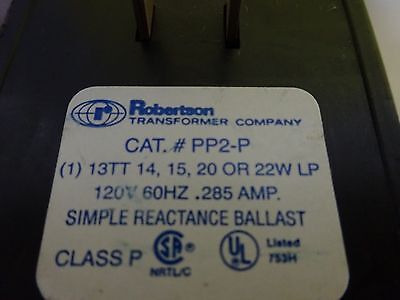 r Robertson
TRANSFORMER COMPANY
CAT. # PP2-P
(1) 13TT 14, 15, 20 OR 22W LP
120V 60HZ .285 AMP.
SIMPLE REACTANCE BALLAST
CLASS P SA NRTL/C UL Listed 753H